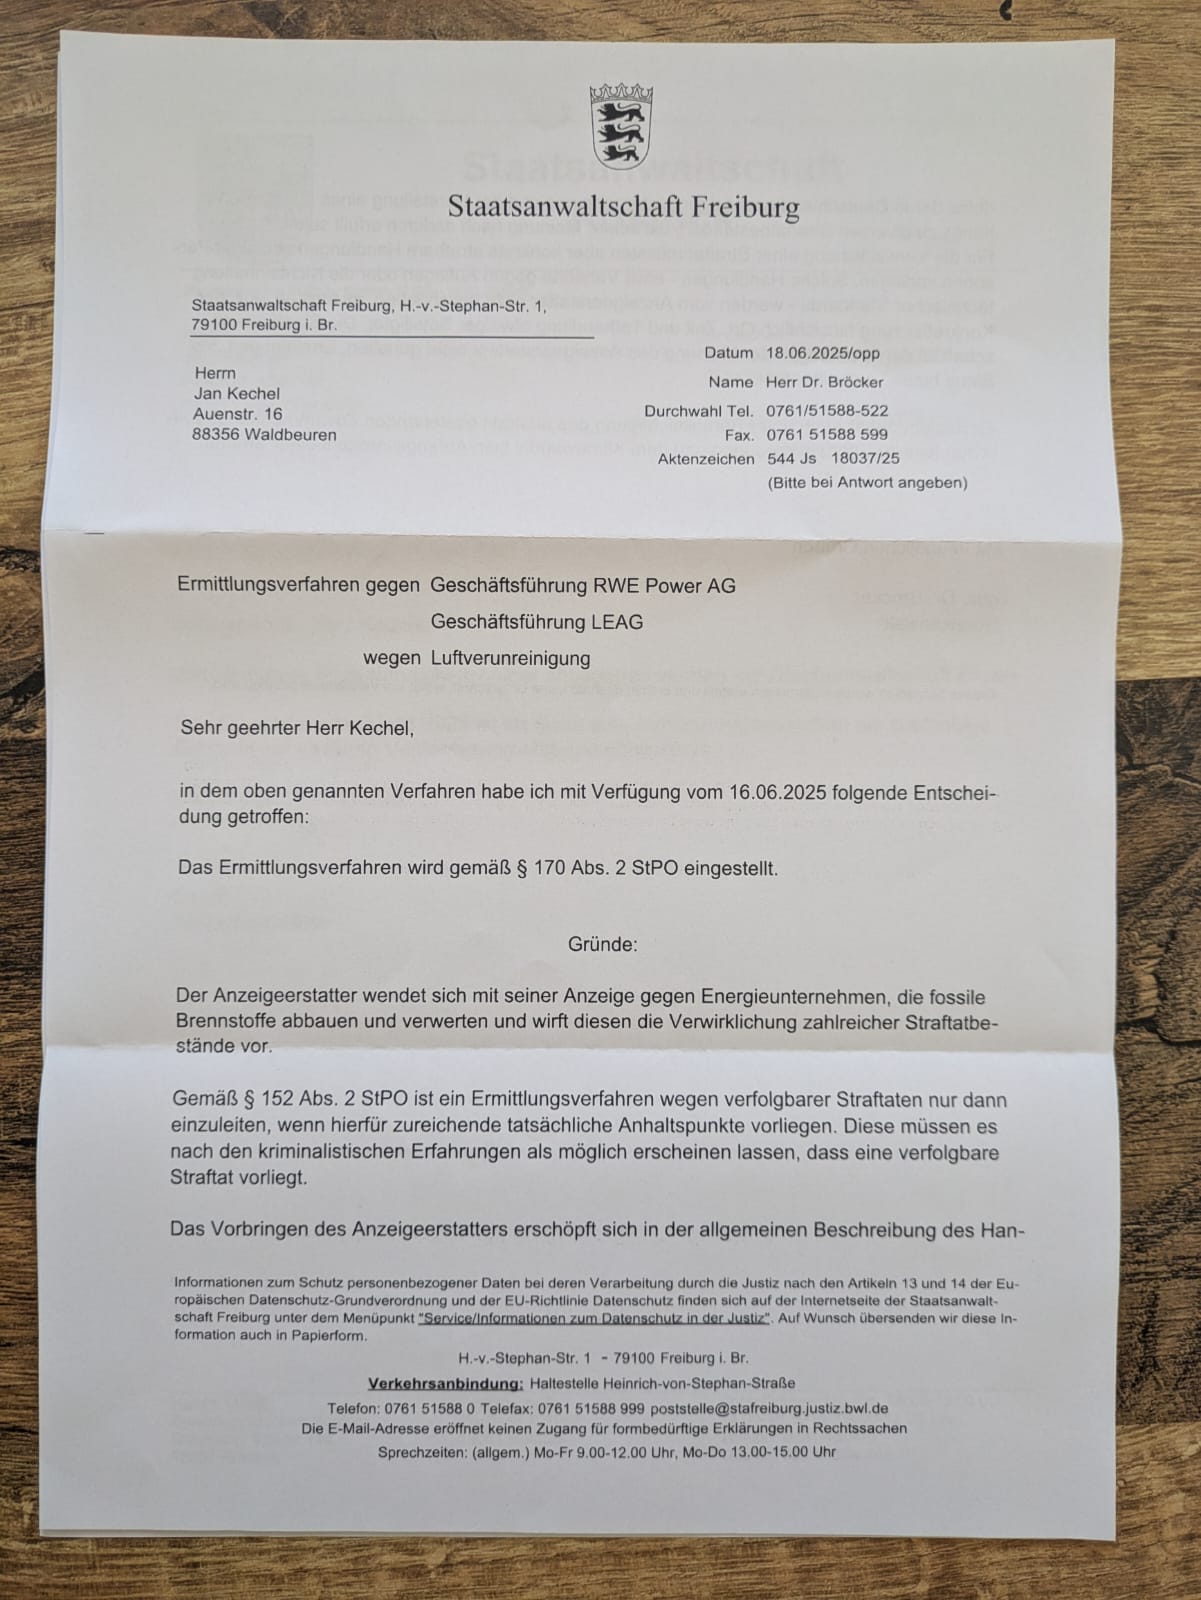 Staatsanwaltschaft Freiburg
Staatsanwaltschaft Freiburg, H.-v.-Stephan-Str. 1,
79100 Freiburg i. Br.
Herrn
Jan Kechel
Auenstr. 16
88356 Waldbeuren
Datum 18.06.2025/opp
Name Herr Dr. Bröcker
Durchwahl Tel. 0761/51588-522
Fax. 0761 51588 599
Aktenzeichen 544 Js 18037/25
(Bitte bei Antwort angeben)
Ermittlungsverfahren gegen Geschäftsführung RWE Power AG
Geschäftsführung LEAG
wegen Luftverunreinigung
Sehr geehrter Herr Kechel,
in dem oben genannten Verfahren habe ich mit Verfügung vom 16.06.2025 folgende Entschei-
dung getroffen:
Das Ermittlungsverfahren wird gemäß § 170 Abs. 2 StPO eingestellt.
Gründe:
Der Anzeigeerstatter wendet sich mit seiner Anzeige gegen Energieunternehmen, die fossile
Brennstoffe abbauen und verwerten und wirft diesen die Verwirklichung zahlreicher Straftatbe-
stände vor.
Gemäß § 152 Abs. 2 StPO ist ein Ermittlungsverfahren wegen verfolgbarer Straftaten nur dann
einzuleiten, wenn hierfür zureichende tatsächliche Anhaltspunkte vorliegen. Diese müssen es
nach den kriminalistischen Erfahrungen als möglich erscheinen lassen, dass eine verfolgbare
Straftat vorliegt.
Das Vorbringen des Anzeigeerstatters erschöpft sich in der allgemeinen Beschreibung des Han-
Informationen zum Schutz personenbezogener Daten bei deren Verarbeitung durch die Justiz nach den Artikeln 13 und 14 der Eu-
ropäischen Datenschutz-Grundverordnung und der EU-Richtlinie Datenschutz finden sich auf der Internetseite der Staatsanwalt-
schaft Freiburg unter dem Menüpunkt "Service/Informationen zum Datenschutz in der Justiz". Auf Wunsch übersenden wir diese In-
formation auch in Papierform.
H.-v.-Stephan-Str. 1 - 79100 Freiburg i. Br.
Verkehrsanbindung: Haltestelle Heinrich-von-Stephan-Straße
Telefon: 0761 51588 0 Telefax: 0761 51588 999 poststelle@stafreiburg.justiz.bwl.de
Die E-Mail-Adresse eröffnet keinen Zugang für formbedürftige Erklärungen in Rechtssachen
Sprechzeiten: (allgem.) Mo-Fr 9.00-12.00 Uhr, Mo-Do 13.00-15.00 Uhr